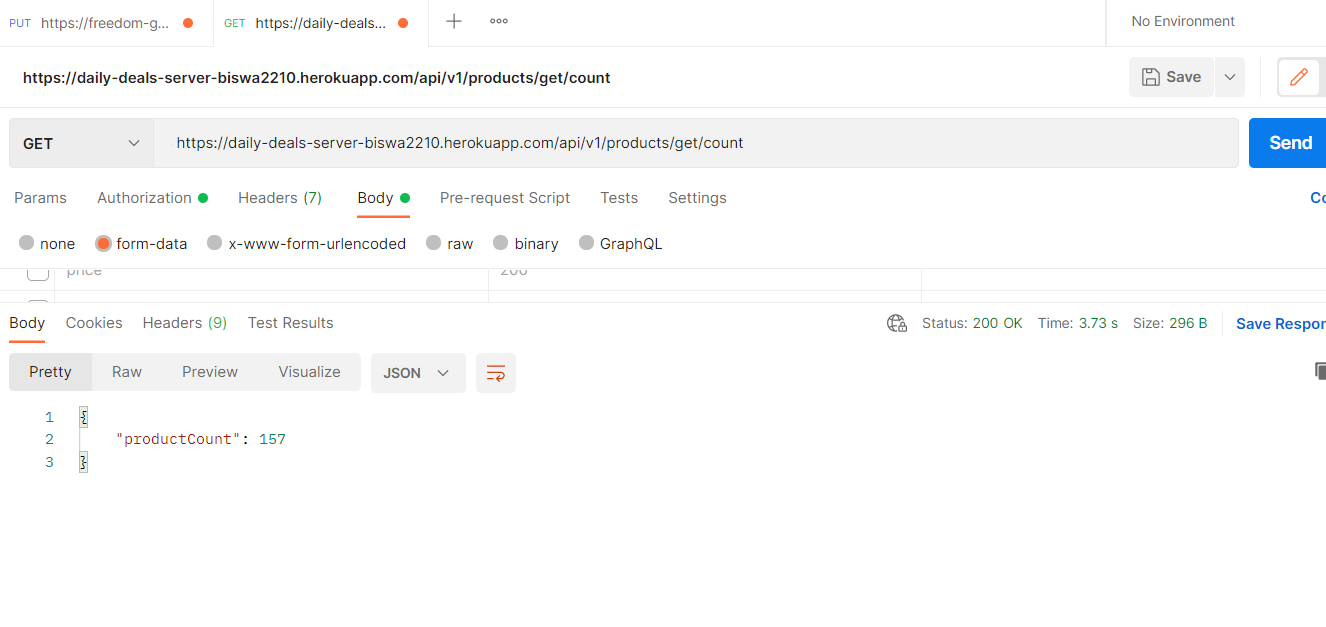 PUT https://freedom-g... GET https://daily-deals... No Environment
https://daily-deals-server-biswa2210.herokuapp.com/api/v1/products/get/count Save
GET https://daily-deals-server-biswa2210.herokuapp.com/api/v1/products/get/count Send
Params Authorization Headers (7) Body Pre-request Script Tests Settings Co
none form-data x-www-form-urlencoded raw binary GraphQL
price 200
Body Cookies Headers (9) Test Results Status: 200 OK Time: 3.73 s Size: 296 B Save Respon
Pretty Raw Preview Visualize JSON
1 {
2 "productCount": 157
3 }